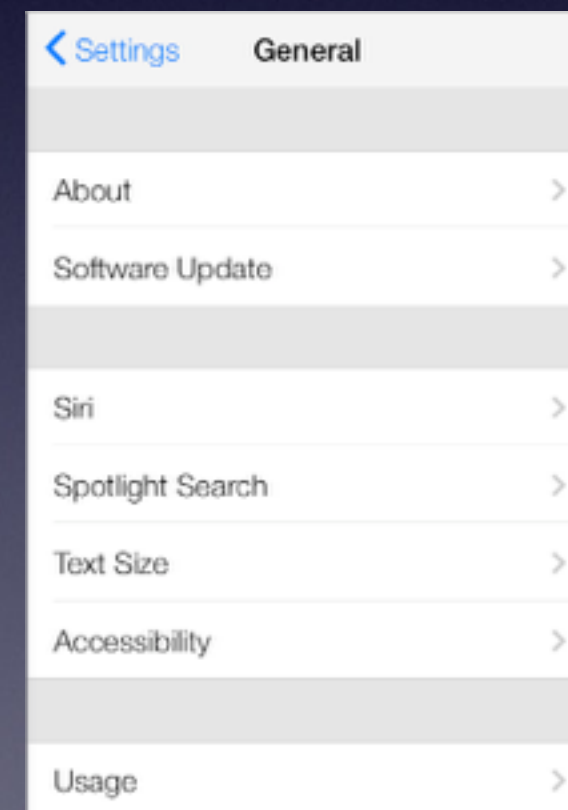 Settings General
About
Software Update
Siri
Spotlight Search
Text Size
Accessibility
Usage